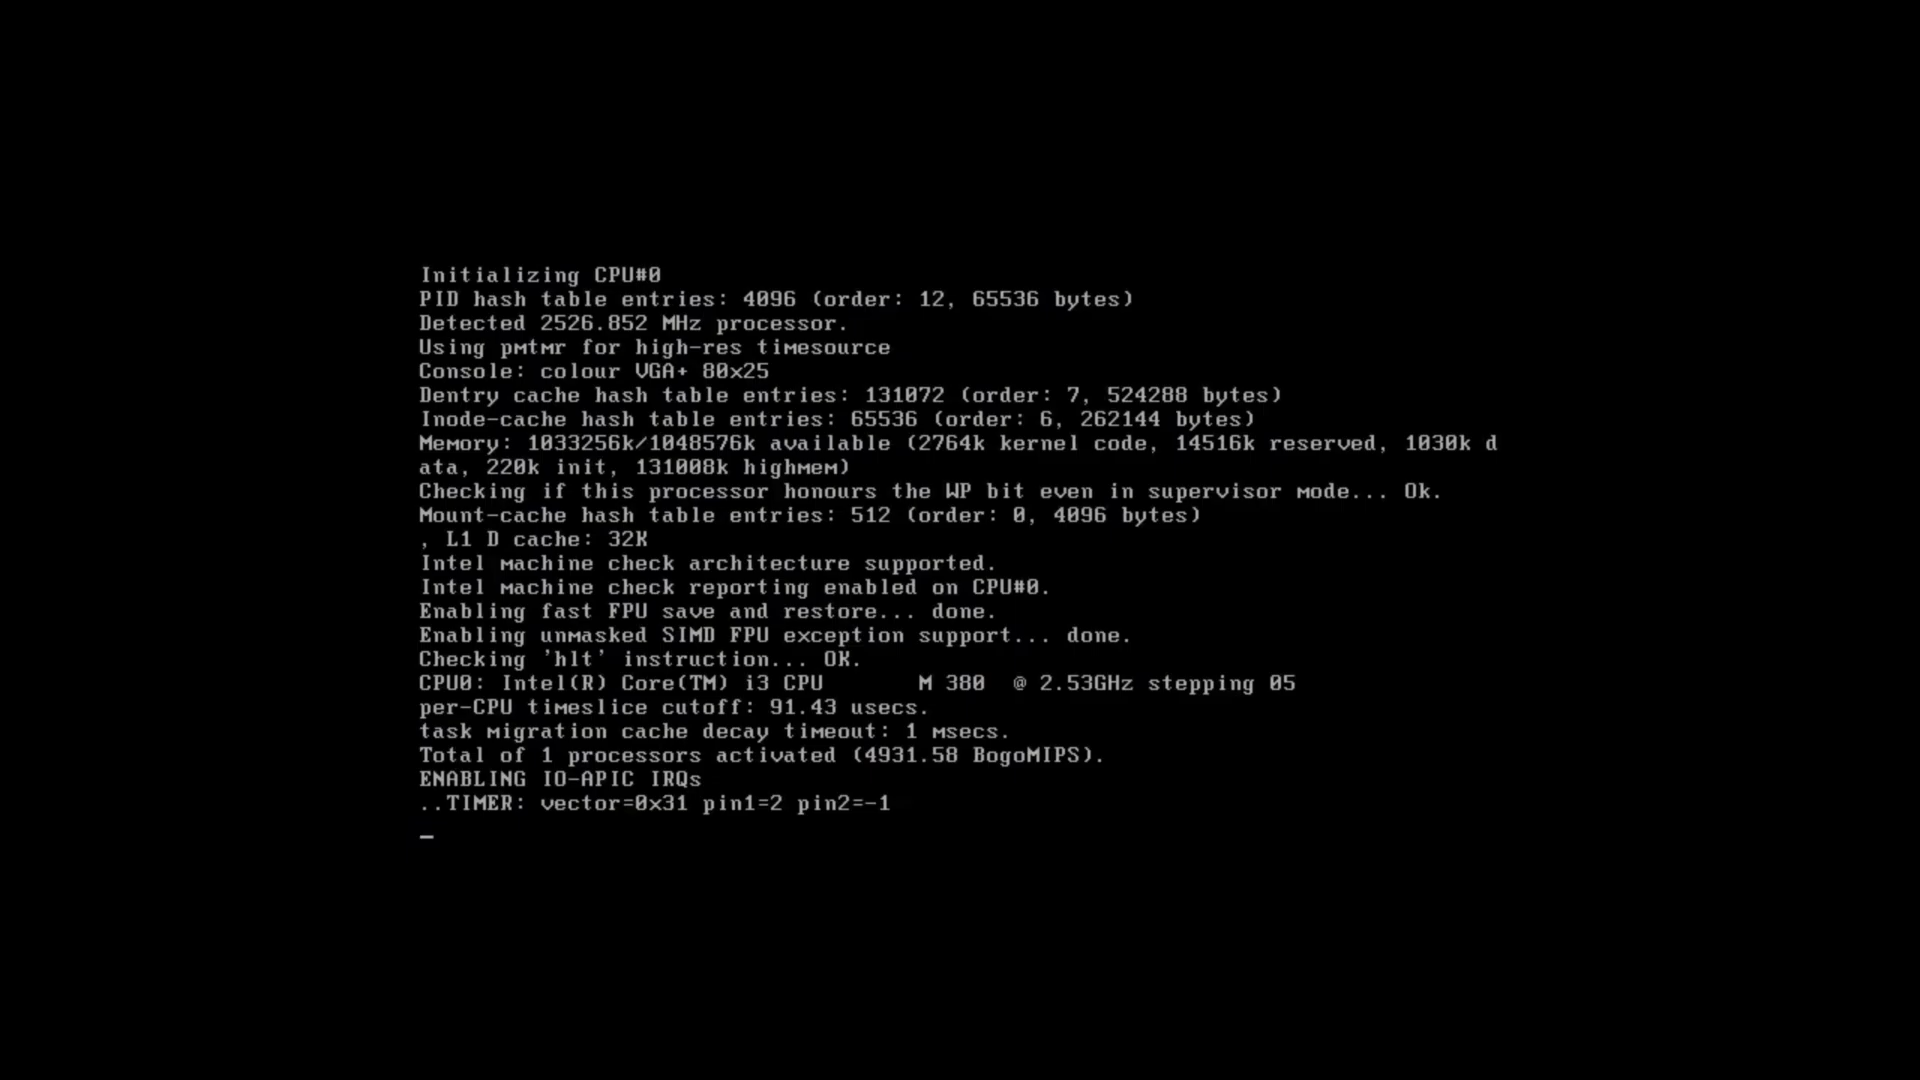 Initializing CPU#0
PID hash table entries: 4096 (order: 12, 65536 bytes)
Detected 2526.852 MHz processor.
Using pmtmr for high-res timesource
Console: colour VGA+ 80x25
Dentry cache hash table entries: 131072 (order: 7, 524288 bytes)
Inode-cache hash table entries: 65536 (order: 6, 262144 bytes)
Memory: 1033256k/1048576k available (2764k kernel code, 14516k reserved, 1030k d
ata, 220k init, 131008k highmem)
Checking if this processor honours the WP bit even in supervisor mode... Ok.
Mount-cache hash table entries: 512 (order: 0, 4096 bytes)
, L1 D cache: 32K
Intel machine check architecture supported.
Intel machine check reporting enabled on CPU#0.
Enabling fast FPU save and restore... done.
Enabling unmasked SIMD FPU exception support... done.
Checking 'hlt' instruction... OK.
CPU0: Intel(R) Core(TM) i3 CPU       M 380  @ 2.53GHz stepping 05
per-CPU timeslice cutoff: 91.43 usecs.
task migration cache decay timeout: 1 msecs.
Total of 1 processors activated (4931.58 BogoMIPS).
ENABLING IO-APIC IRQs
..TIMER: vector=0x31 pin1=2 pin2=-1
_